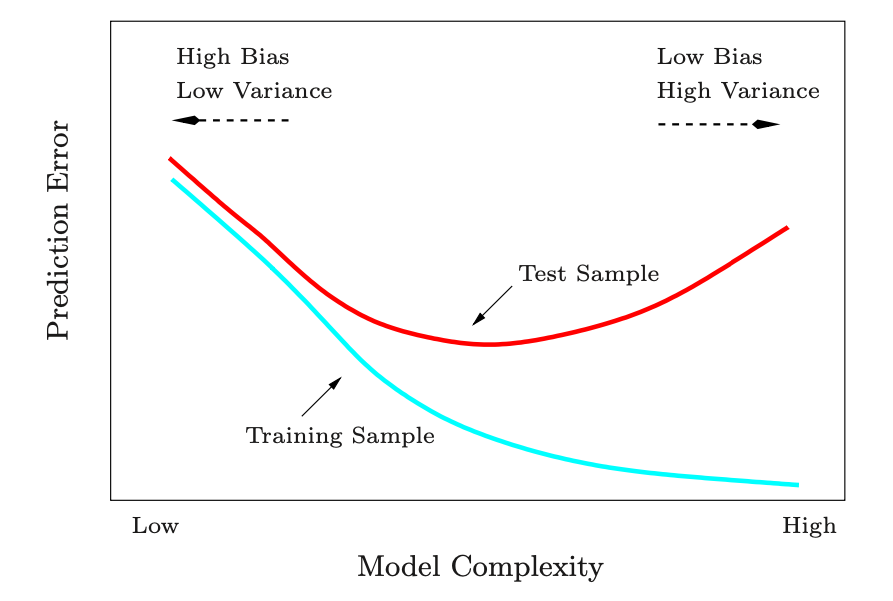 High Bias
Low Variance
Low Bias
High Variance
Prediction Error
Test Sample
Training Sample
Low
High
Model Complexity